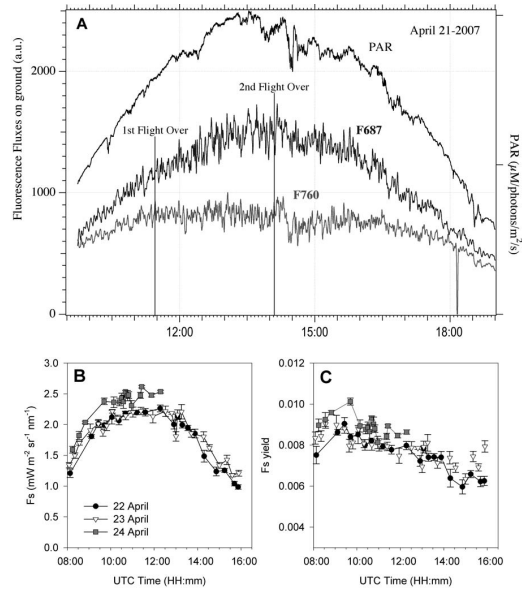 A
April 21-2007
PAR
2nd Flight Over
1st Flight Over
F687
F760
Fluorescence Fluxes on ground (a.u.)
2000
1000
0
PAR (μM/photons/m²/s)
12:00
15:00
18:00
B
Fs (mW m⁻² sr⁻¹ nm⁻¹)
3.0
2.5
2.0
1.5
1.0
0.5
0.0
22 April
23 April
24 April
08:00
10:00
12:00
14:00
16:00
UTC Time (HH:mm)
C
Fs yield
0.012
0.010
0.008
0.006
0.004
08:00
10:00
12:00
14:00
16:00
UTC Time (HH:mm)